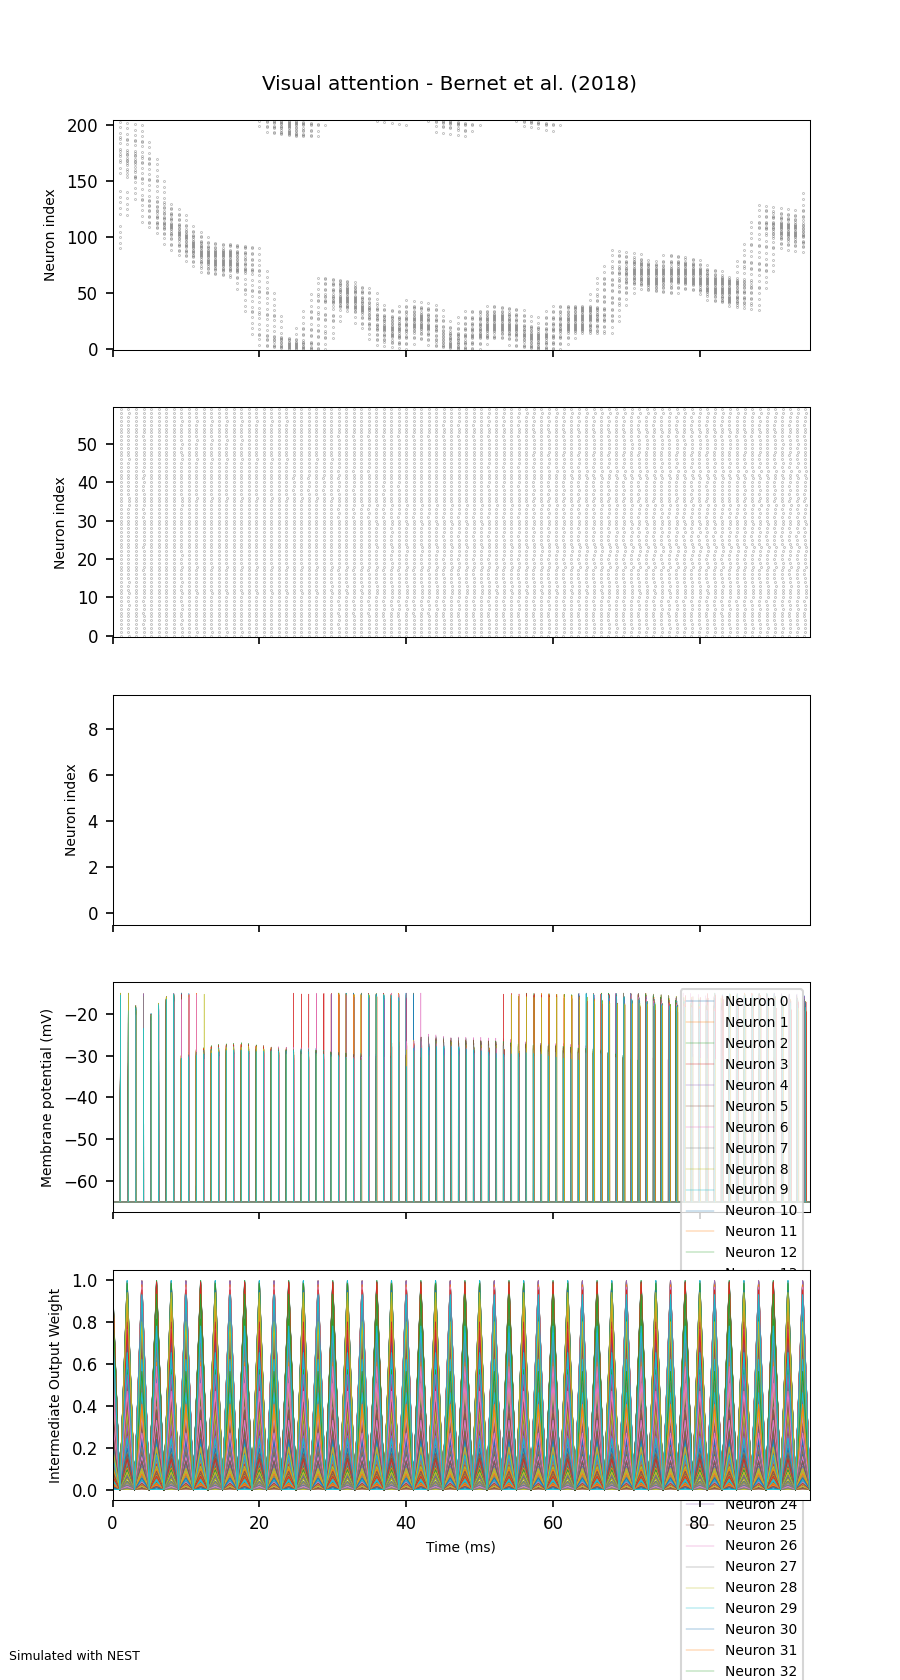 Visual attention - Bernet et al. (2018)
Neuron index
200
150
100
50
0
Neuron index
50
40
30
20
10
0
Neuron index
8
6
4
2
0
Membrane potential (mV)
−20
−30
−40
−50
−60
Neuron 0
Neuron 1
Neuron 2
Neuron 3
Neuron 4
Neuron 5
Neuron 6
Neuron 7
Neuron 8
Neuron 9
Neuron 10
Neuron 11
Neuron 12
Intermediate Output Weight
1.0
0.8
0.6
0.4
0.2
0.0
0 20 40 60 80
Time (ms)
Neuron 24
Neuron 25
Neuron 26
Neuron 27
Neuron 28
Neuron 29
Neuron 30
Neuron 31
Neuron 32
Simulated with NEST